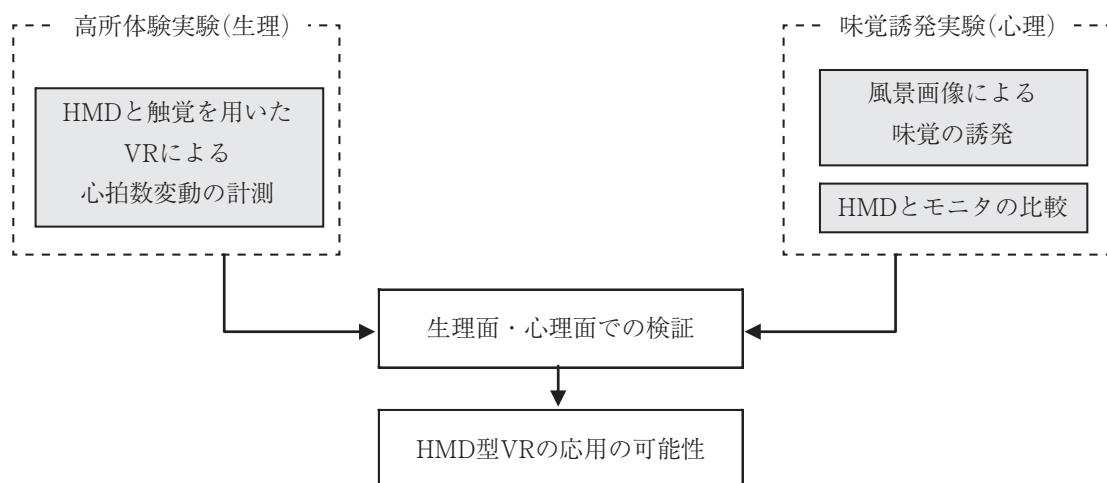 高所体験実験(生理)
HMDと触覚を用いた
VRによる
心拍数変動の計測
味覚誘発実験(心理)
風景画像による
味覚の誘発
HMDとモニタの比較
生理面・心理面での検証
HMD型VRの応用の可能性